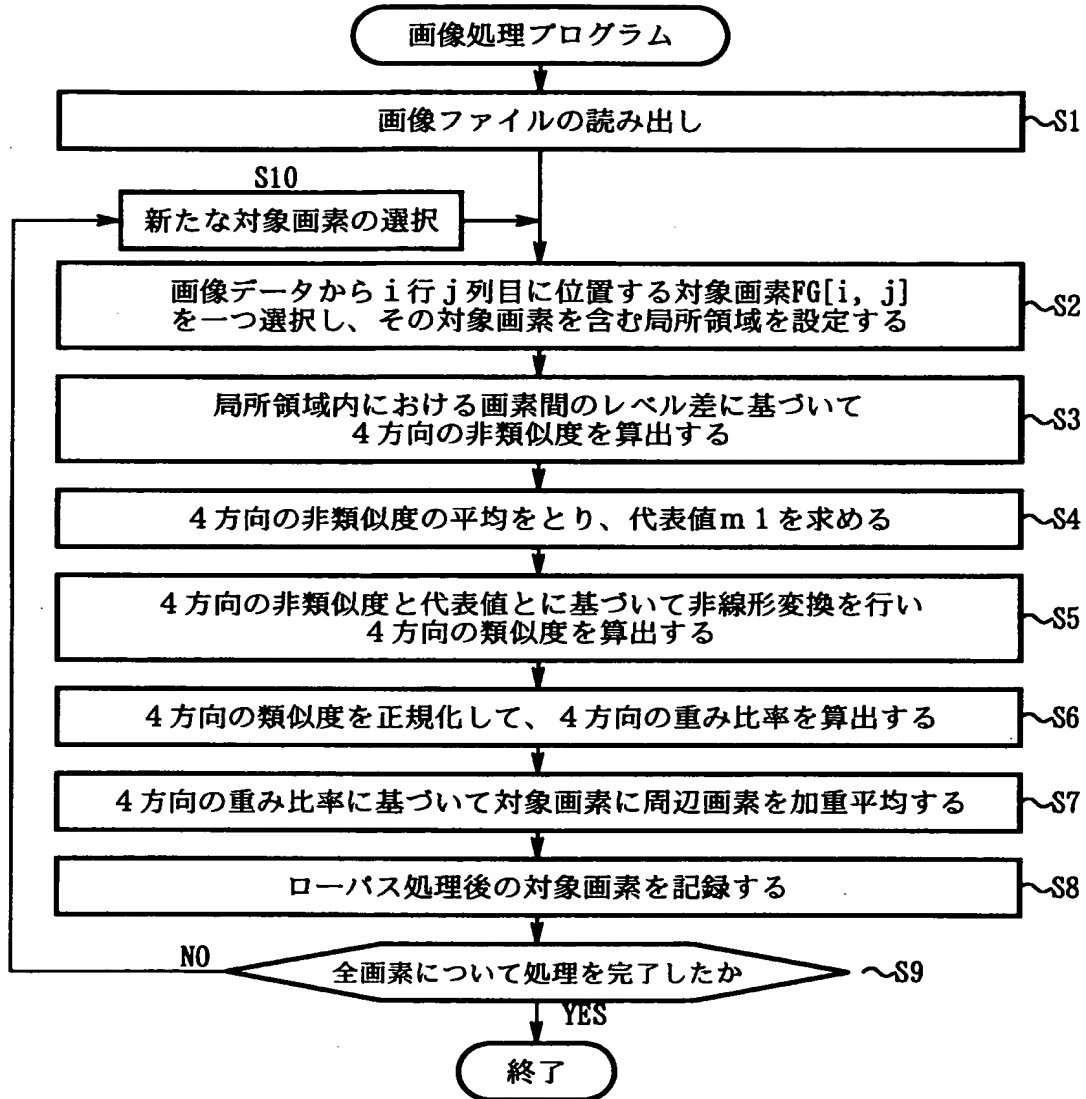 画像処理プログラム
画像ファイルの読み出し
S1
S10
新たな対象画素の選択
画像データからi行j列目に位置する対象画素FG[i, j]
を一つ選択し、その対象画素を含む局所領域を設定する
S2
局所領域内における画素間のレベル差に基づいて
4方向の非類似度を算出する
S3
4方向の非類似度の平均をとり、代表値m1を求める
S4
4方向の非類似度と代表値とに基づいて非線形変換を行い
4方向の類似度を算出する
S5
4方向の類似度を正規化して、4方向の重み比率を算出する
S6
4方向の重み比率に基づいて対象画素に周辺画素を加重平均する
S7
ローパス処理後の対象画素を記録する
S8
NO
全画素について処理を完了したか
S9
YES
終了